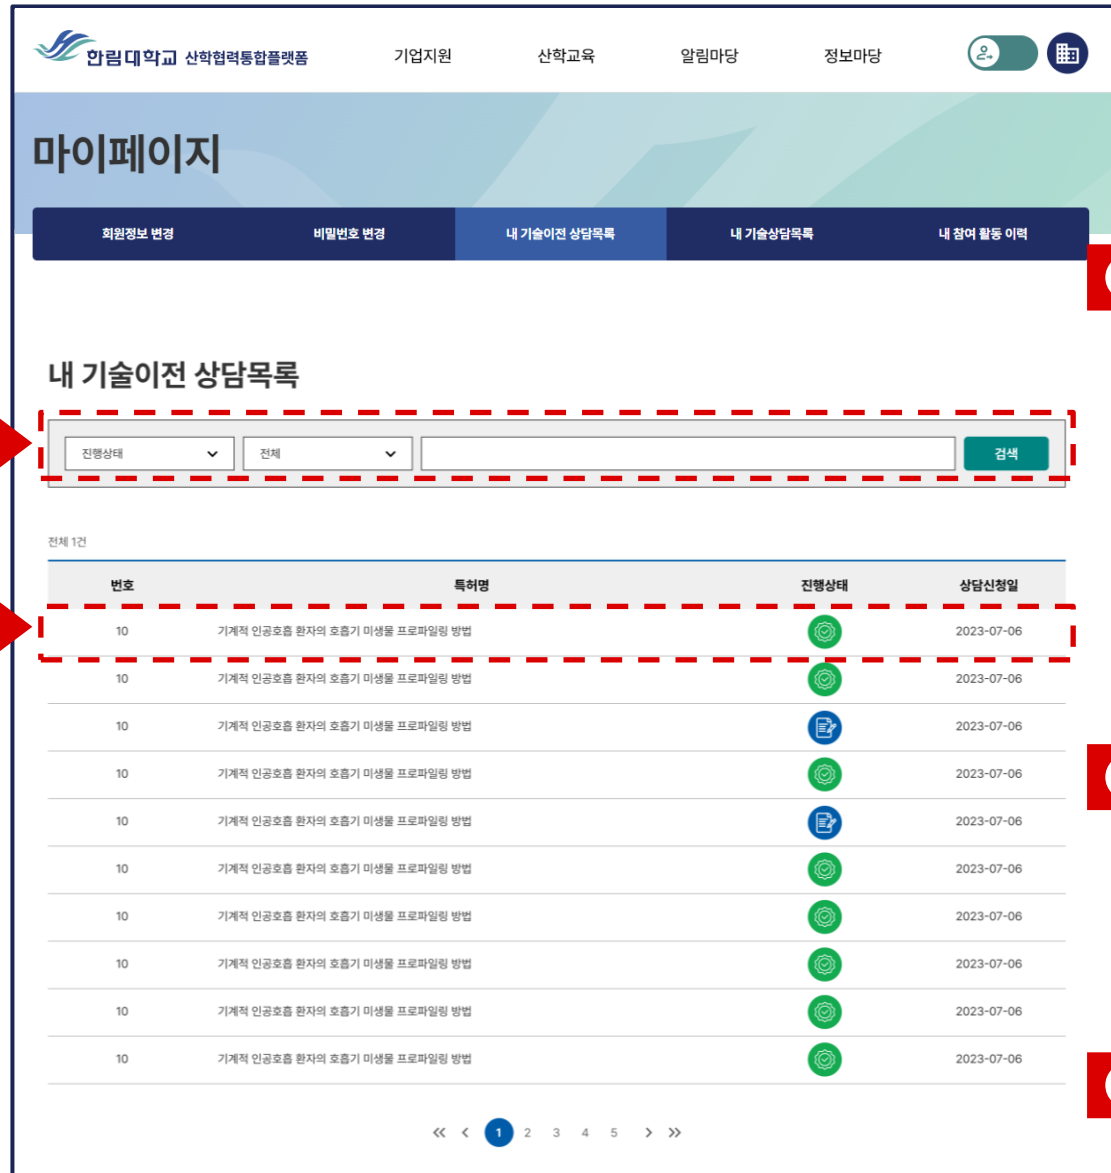 한림대학교 산학협력통합플랫폼 기업지원 산학교육 알림마당 정보마당
마이페이지
회원정보 변경 비밀번호 변경 내 기술이전 상담목록 내 기술상담목록 내 참여 활동 이력
내 기술이전 상담목록
진행상태 전체 검색
전체 1건
번호 특허명 진행상태 상담신청일
10 기계적 인공호흡 환자의 호흡기 미생물 프로파일링 방법 2023-07-06
10 기계적 인공호흡 환자의 호흡기 미생물 프로파일링 방법 2023-07-06
10 기계적 인공호흡 환자의 호흡기 미생물 프로파일링 방법 2023-07-06
10 기계적 인공호흡 환자의 호흡기 미생물 프로파일링 방법 2023-07-06
10 기계적 인공호흡 환자의 호흡기 미생물 프로파일링 방법 2023-07-06
10 기계적 인공호흡 환자의 호흡기 미생물 프로파일링 방법 2023-07-06
10 기계적 인공호흡 환자의 호흡기 미생물 프로파일링 방법 2023-07-06
10 기계적 인공호흡 환자의 호흡기 미생물 프로파일링 방법 2023-07-06
10 기계적 인공호흡 환자의 호흡기 미생물 프로파일링 방법 2023-07-06
10 기계적 인공호흡 환자의 호흡기 미생물 프로파일링 방법 2023-07-06
« < 1 2 3 4 5 > »